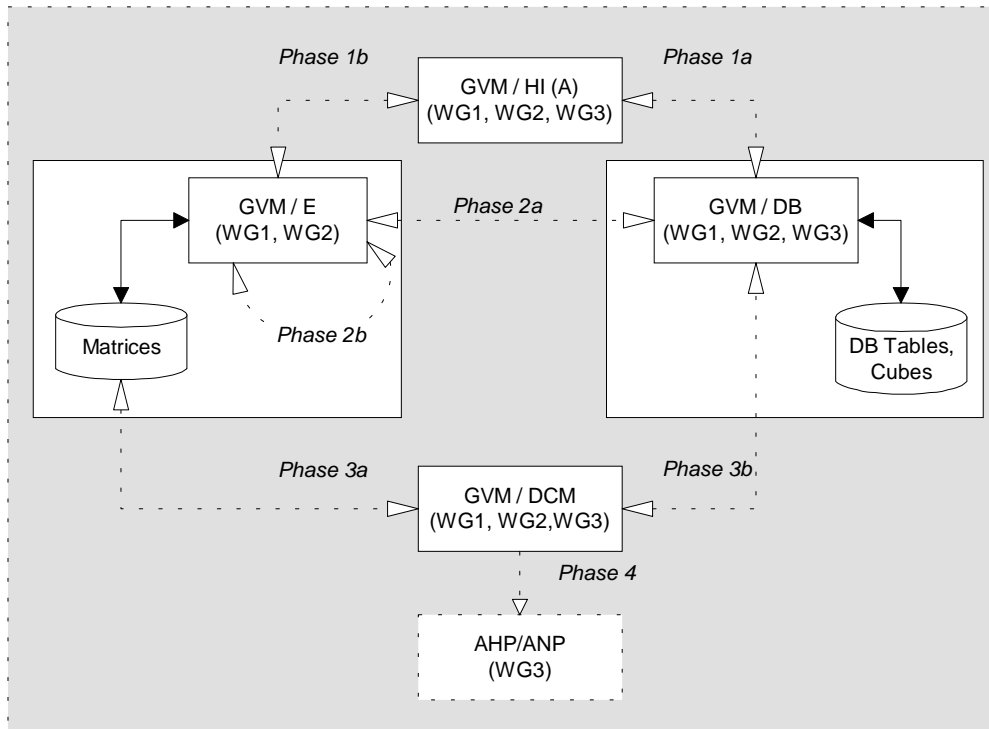 Phase 1b
Phase 1a
GVM / HI (A)
(WG1, WG2, WG3)
GVM / E
(WG1, WG2)
Phase 2a
GVM / DB
(WG1, WG2, WG3)
Phase 2b
Matrices
DB Tables,
Cubes
Phase 3a
Phase 3b
GVM / DCM
(WG1, WG2,WG3)
Phase 4
AHP/ANP
(WG3)